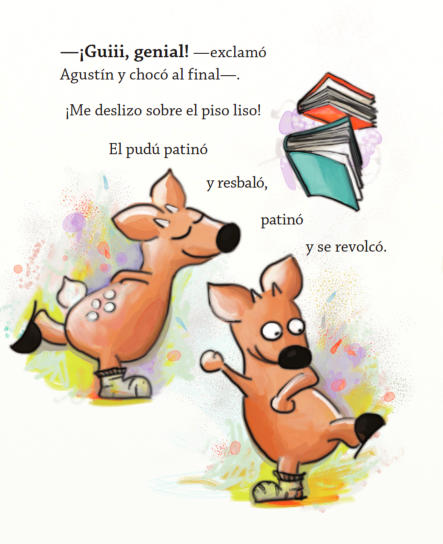 —¡Guiii, genial! —exclamó
Agustín y chocó al final—.
¡Me deslizo sobre el piso liso!
El pudú patinó
y resbaló,
patinó
y se revolcó.